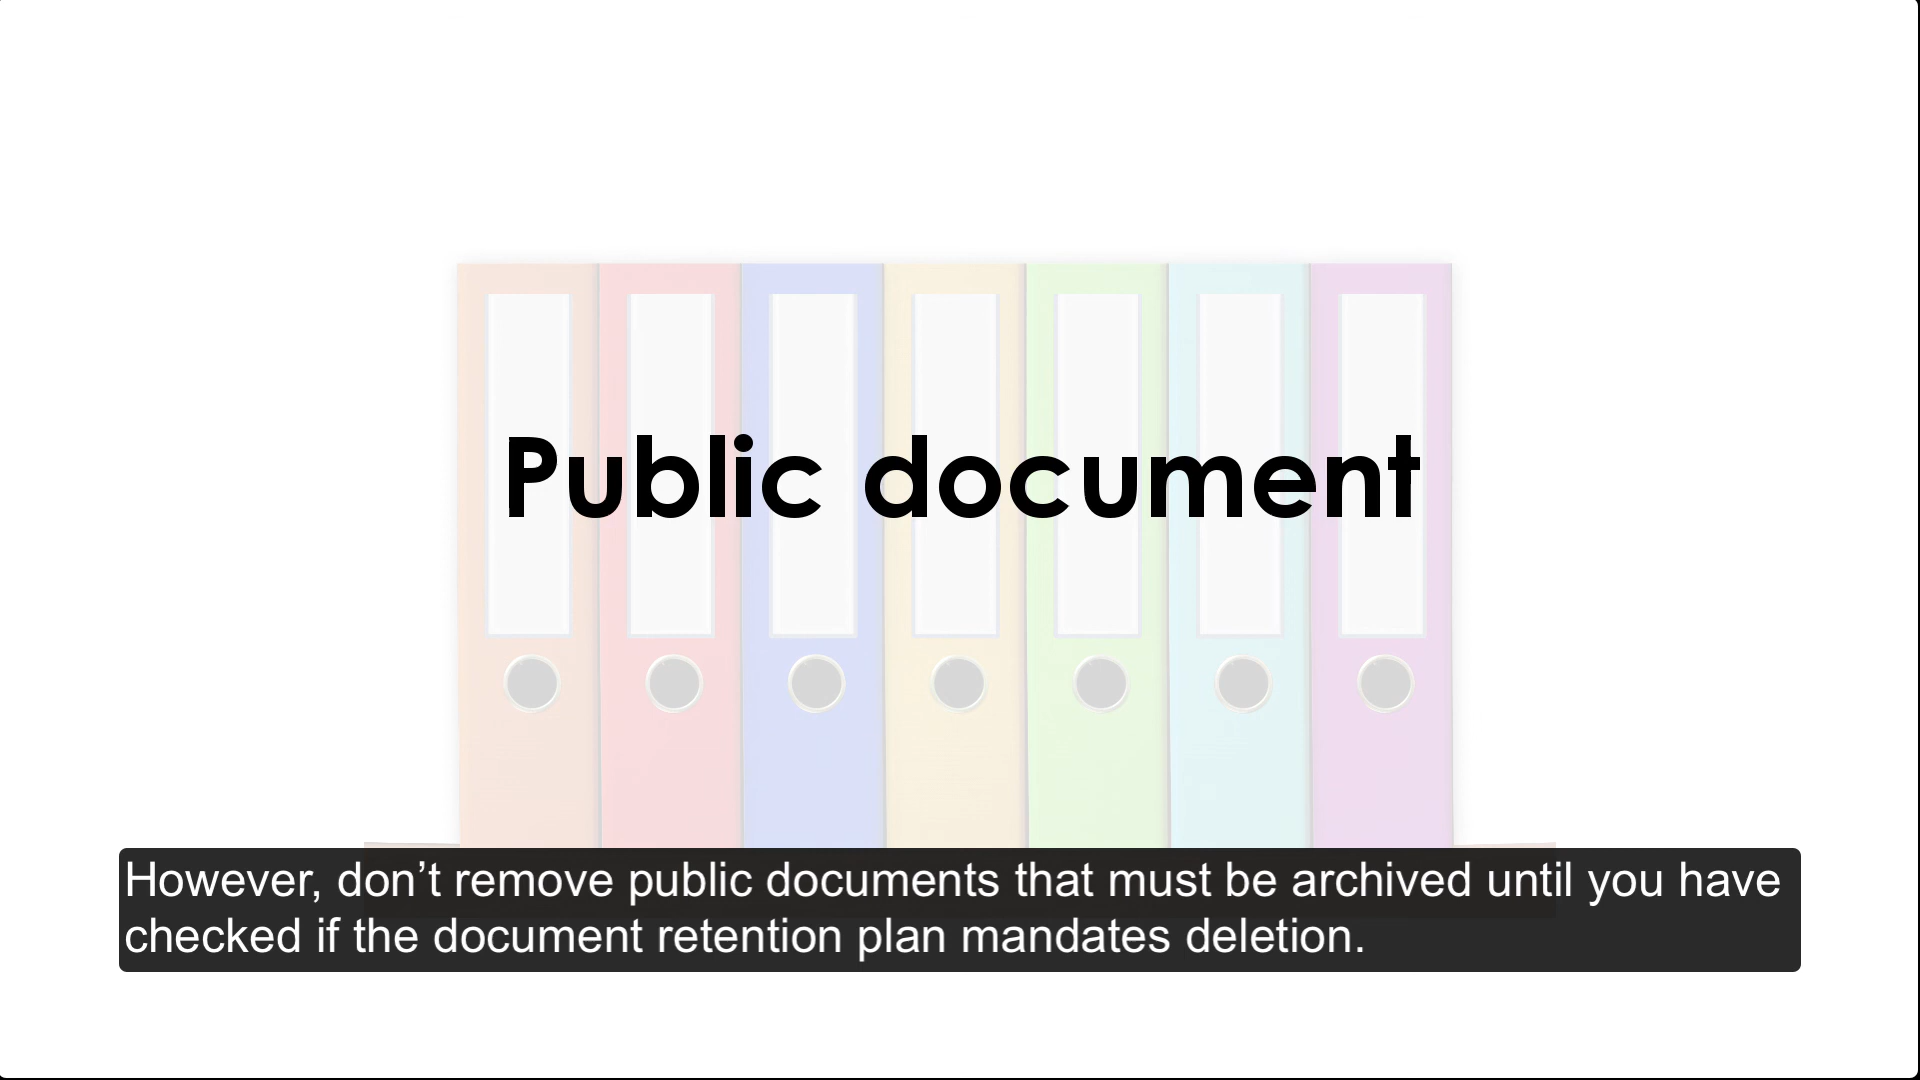 Public document
However, don’t remove public documents that must be archived until you have
checked if the document retention plan mandates deletion.